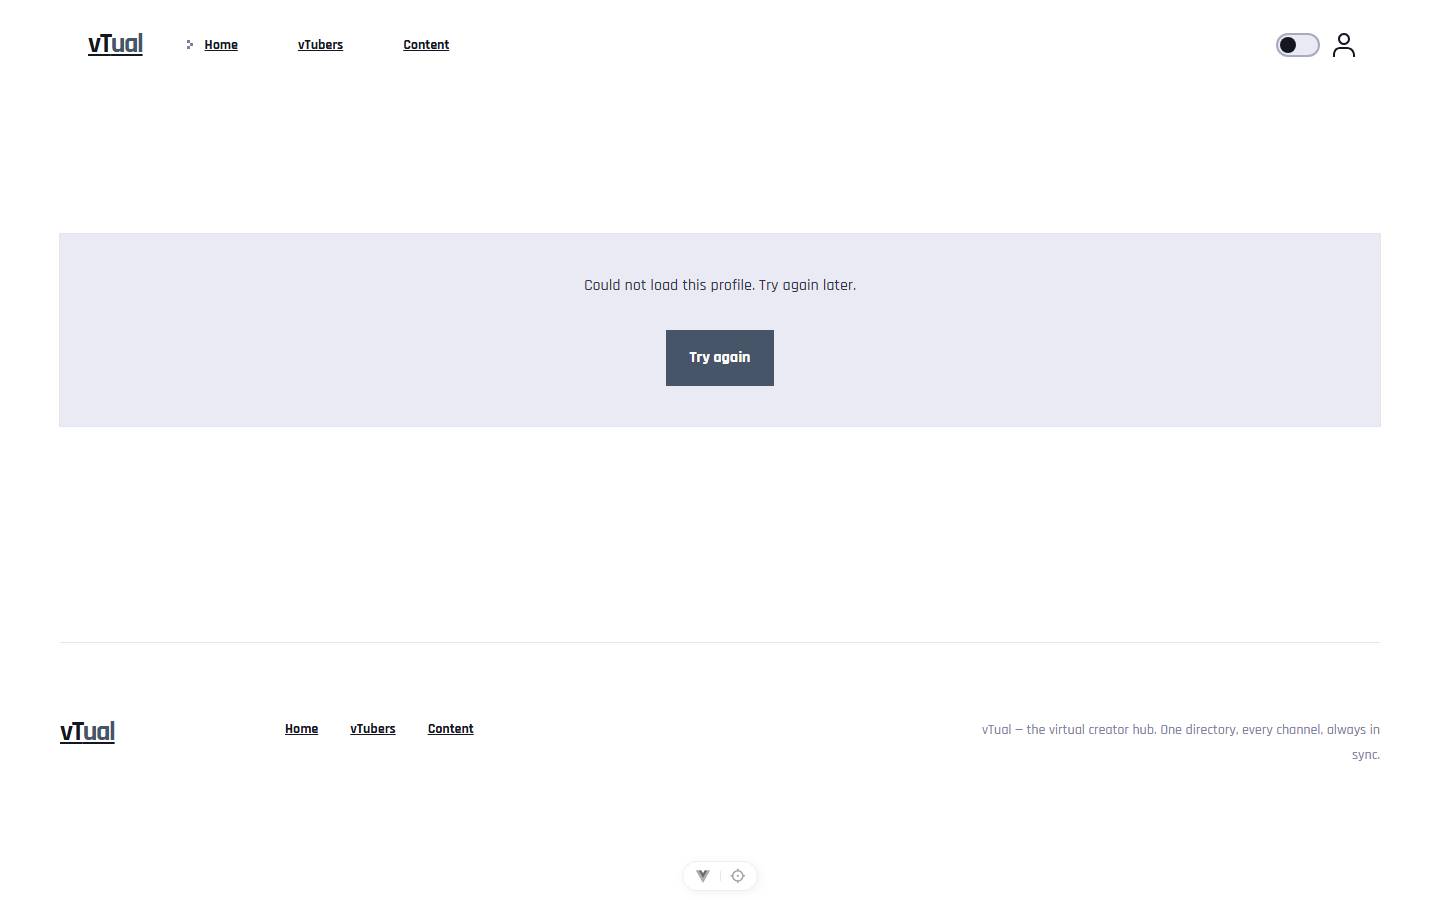 vTual
Home
vTubers
Content
Could not load this profile. Try again later.
Try again
vTual
Home
vTubers
Content
vTual — the virtual creator hub. One directory, every channel, always in
sync.